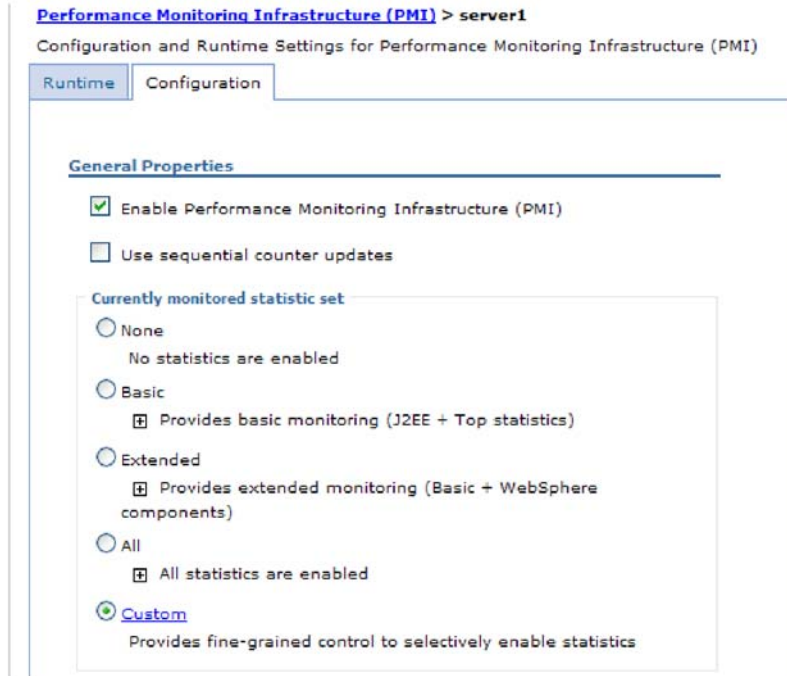 Performance Monitoring Infrastructure (PMI) > server1
Configuration and Runtime Settings for Performance Monitoring Infrastructure (PMI)
Runtime Configuration
General Properties
Enable Performance Monitoring Infrastructure (PMI)
Use sequential counter updates
Currently monitored statistic set
None
No statistics are enabled
Basic
Provides basic monitoring (J2EE + Top statistics)
Extended
Provides extended monitoring (Basic + WebSphere
components)
All
All statistics are enabled
Custom
Provides fine-grained control to selectively enable statistics